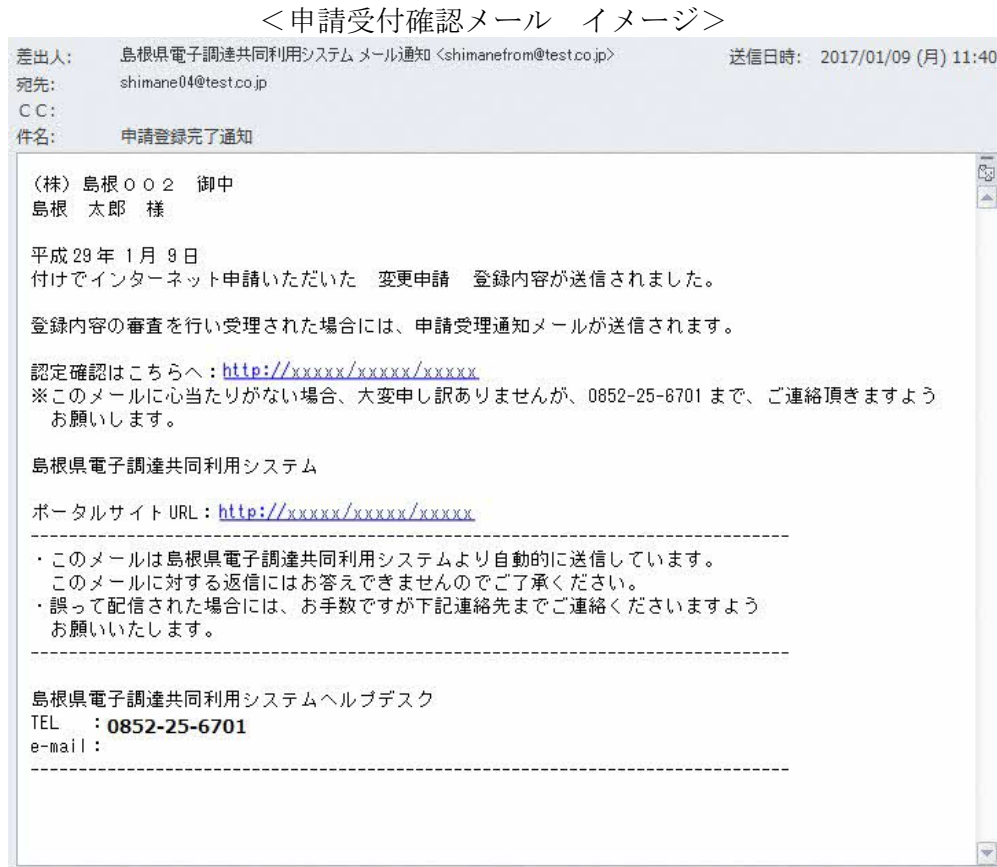 ＜申請受付確認メール　イメージ＞
差出人: 島根県電子調達共同利用システム メール通知 <shimanefrom@test.co.jp> 送信日時: 2017/01/09 (月) 11:40
宛先: shimane04@test.co.jp
ＣＣ:
件名: 申請登録完了通知
（株）島根００２　御中
島根　太郎　様
平成 29 年 1 月 9 日
付けでインターネット申請いただいた　変更申請　登録内容が送信されました。
登録内容の審査を行い受理された場合には、申請受理通知メールが送信されます。
認定確認はこちらへ：http://xxxxx/xxxxx/xxxxx
※このメールに心当たりがない場合、大変申し訳ありませんが、0852-25-6701 まで、ご連絡頂きますよう
お願いします。
島根県電子調達共同利用システム
ポータルサイト URL：http://xxxxx/xxxxx/xxxxx
--------------------------------------------------------------------------------
・このメールは島根県電子調達共同利用システムより自動的に送信しています。
このメールに対する返信にはお答えできませんのでご了承ください。
・誤って配信された場合には、お手数ですが下記連絡先までご連絡くださいますよう
お願いいたします。
--------------------------------------------------------------------------------
島根県電子調達共同利用システムヘルプデスク
TEL　：0852-25-6701
e-mail：
--------------------------------------------------------------------------------